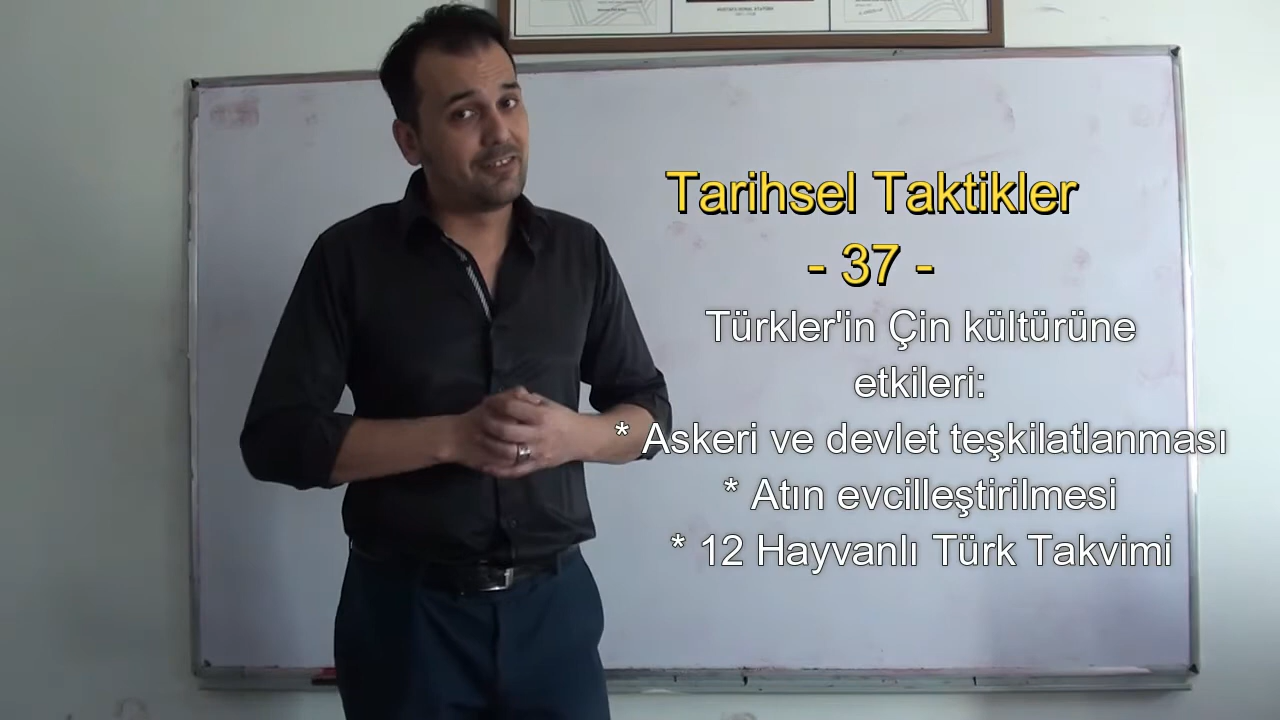 Tarihsel Taktikler
- 37 -
Türkler'in Çin kültürüne
etkileri:
* Askeri ve devlet teşkilatlanması
* Atın evcilleştirilmesi
* 12 Hayvanlı Türk Takvimi